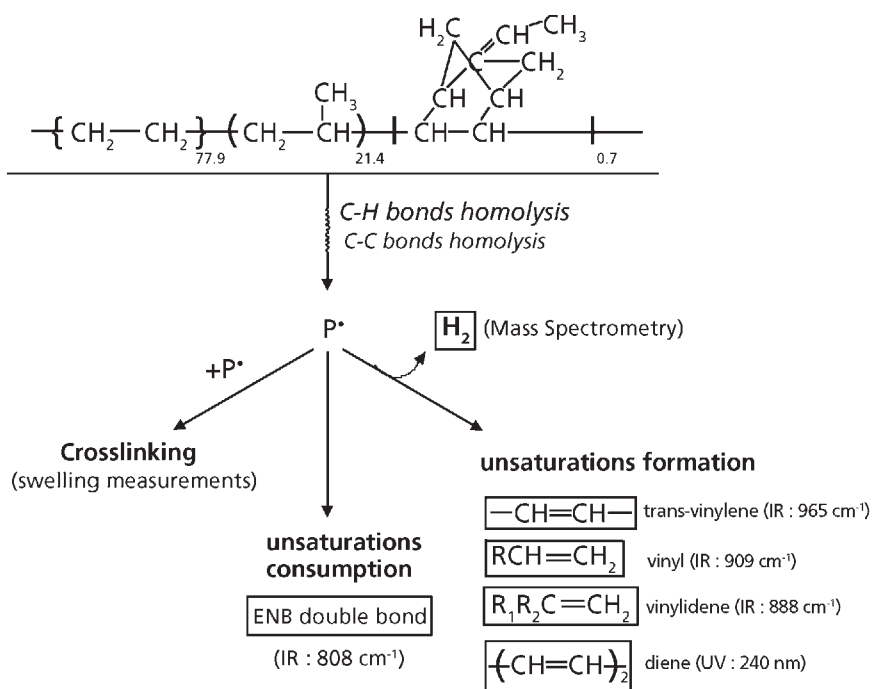 H₂C CH—CH₃
C CH₂
CH₃ CH CH
{CH₂—CH₂}77.9(CH₂—CH)21.4 CH—CH 0.7
C-H bonds homolysis
C-C bonds homolysis
P• H₂ (Mass Spectrometry)
+P•
Crosslinking
(swelling measurements)
unsaturations formation
—CH=CH— trans-vinylene (IR : 965 cm⁻¹)
RCH=CH₂ vinyl (IR : 909 cm⁻¹)
R₁R₂C=CH₂ vinylidene (IR : 888 cm⁻¹)
(CH=CH)₂ diene (UV : 240 nm)
unsaturations
consumption
ENB double bond
(IR : 808 cm⁻¹)